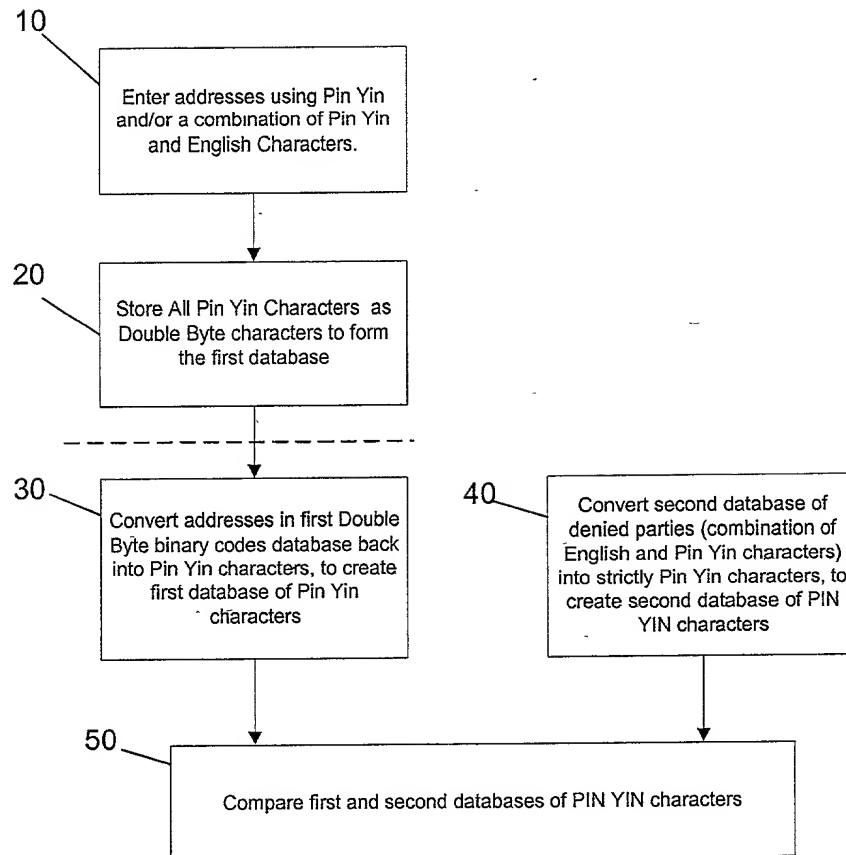 10
Enter addresses using Pin Yin
and/or a combination of Pin Yin
and English Characters.
20
Store All Pin Yin Characters as
Double Byte characters to form
the first database
30
Convert addresses in first Double
Byte binary codes database back
into Pin Yin characters, to create
first database of Pin Yin
characters
40
Convert second database of
denied parties (combination of
English and Pin Yin characters)
into strictly Pin Yin characters, to
create second database of PIN
YIN characters
50
Compare first and second databases of PIN YIN characters